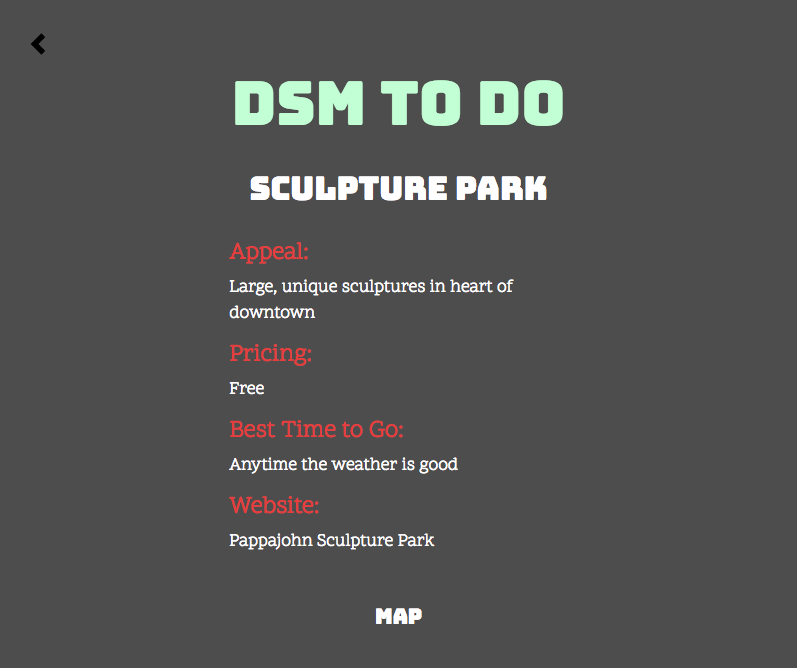 DSM TO DO
SCULPTURE PARK
Appeal:
Large, unique sculptures in heart of
downtown
Pricing:
Free
Best Time to Go:
Anytime the weather is good
Website:
Pappajohn Sculpture Park
MAP